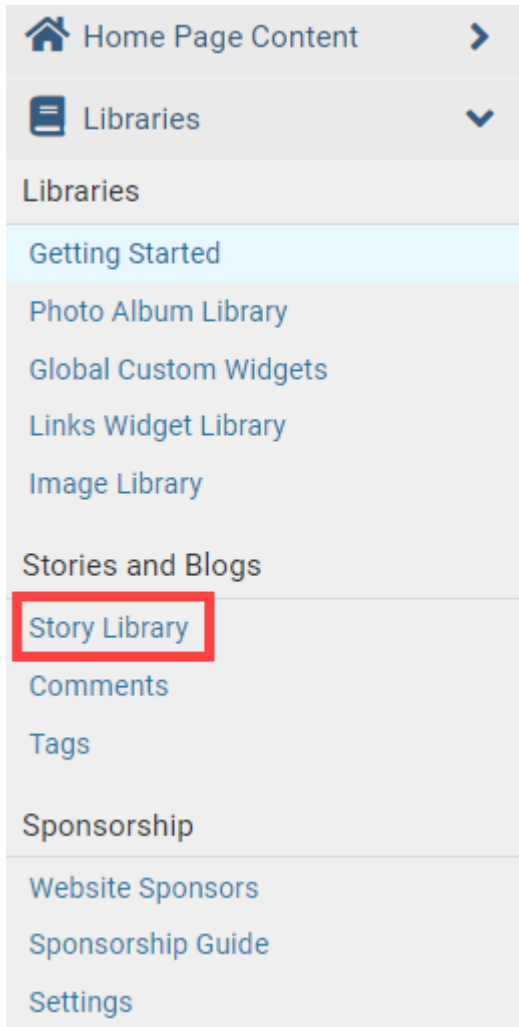 Home Page Content
Libraries
Libraries
Getting Started
Photo Album Library
Global Custom Widgets
Links Widget Library
Image Library
Stories and Blogs
Story Library
Comments
Tags
Sponsorship
Website Sponsors
Sponsorship Guide
Settings